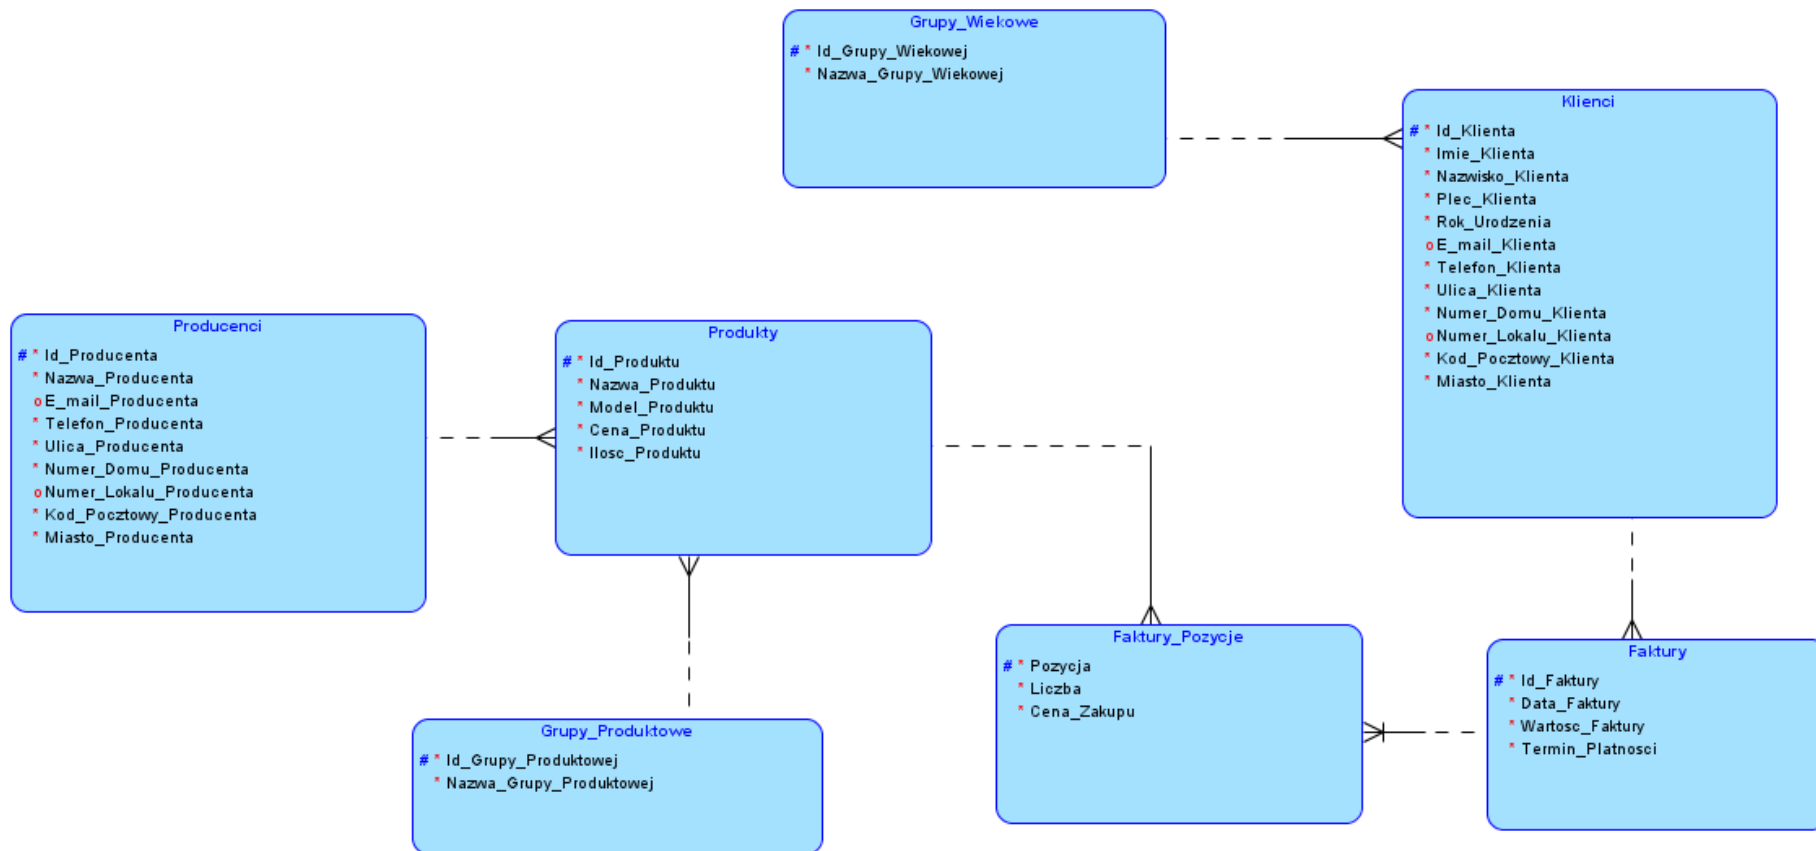 Grupy_Wiekowe
# * Id_Grupy_Wiekowej
* Nazwa_Grupy_Wiekowej
Klienci
# * Id_Klienta
* Imie_Klienta
* Nazwisko_Klienta
* Plec_Klienta
* Rok_Urodzenia
o E_mail_Klienta
* Telefon_Klienta
* Ulica_Klienta
* Numer_Domu_Klienta
o Numer_Lokalu_Klienta
* Kod_Pocztowy_Klienta
* Miasto_Klienta
Producenci
# * Id_Producenta
* Nazwa_Producenta
o E_mail_Producenta
* Telefon_Producenta
* Ulica_Producenta
* Numer_Domu_Producenta
o Numer_Lokalu_Producenta
* Kod_Pocztowy_Producenta
* Miasto_Producenta
Produkty
# * Id_Produktu
* Nazwa_Produktu
* Model_Produktu
* Cena_Produktu
* Ilosc_Produktu
Faktury_Pozycje
# * Pozycja
* Liczba
* Cena_Zakupu
Faktury
# * Id_Faktury
* Data_Faktury
* Wartosc_Faktury
* Termin_Platnosci
Grupy_Produktowe
# * Id_Grupy_Produktowej
* Nazwa_Grupy_Produktowej